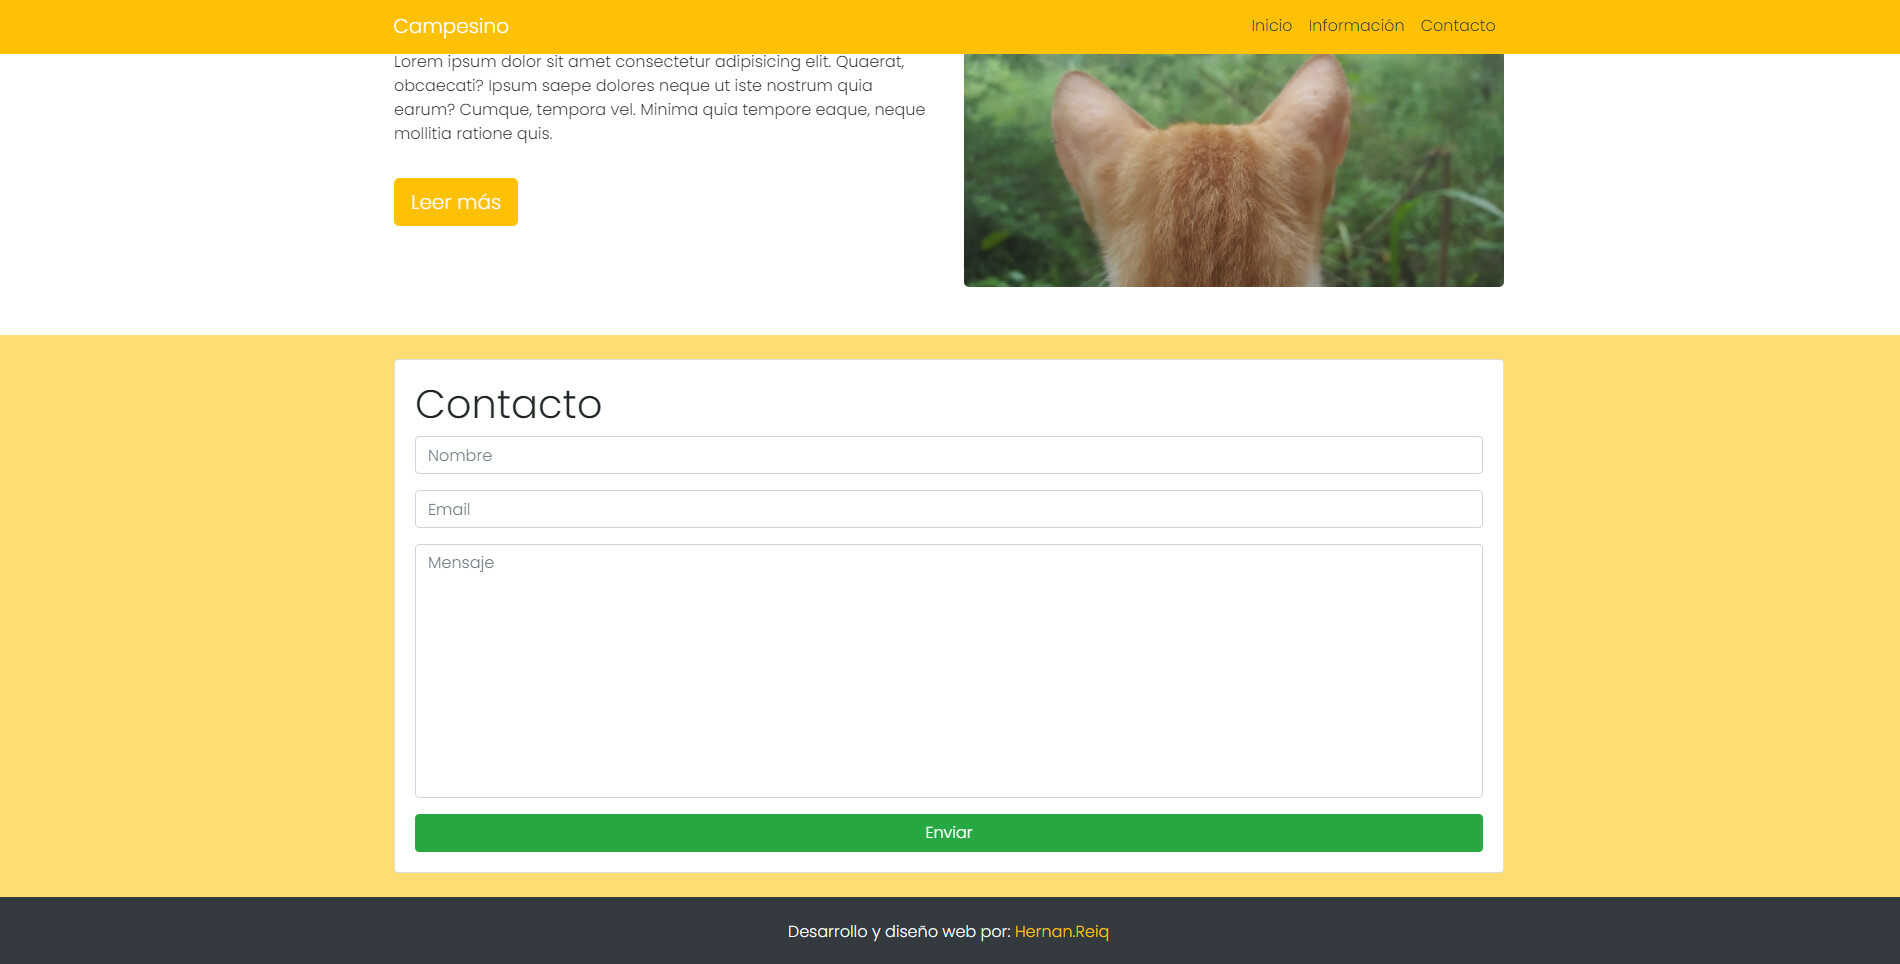 Campesino
Inicio Información Contacto
Lorem ipsum dolor sit amet consectetur adipisicing elit. Quaerat,
obcaecati? Ipsum saepe dolores neque ut iste nostrum quia
earum? Cumque, tempora vel. Minima quia tempore eaque, neque
mollitia ratione quis.
Leer más
Contacto
Nombre
Email
Mensaje
Enviar
Desarrollo y diseño web por: Hernan.Reiq